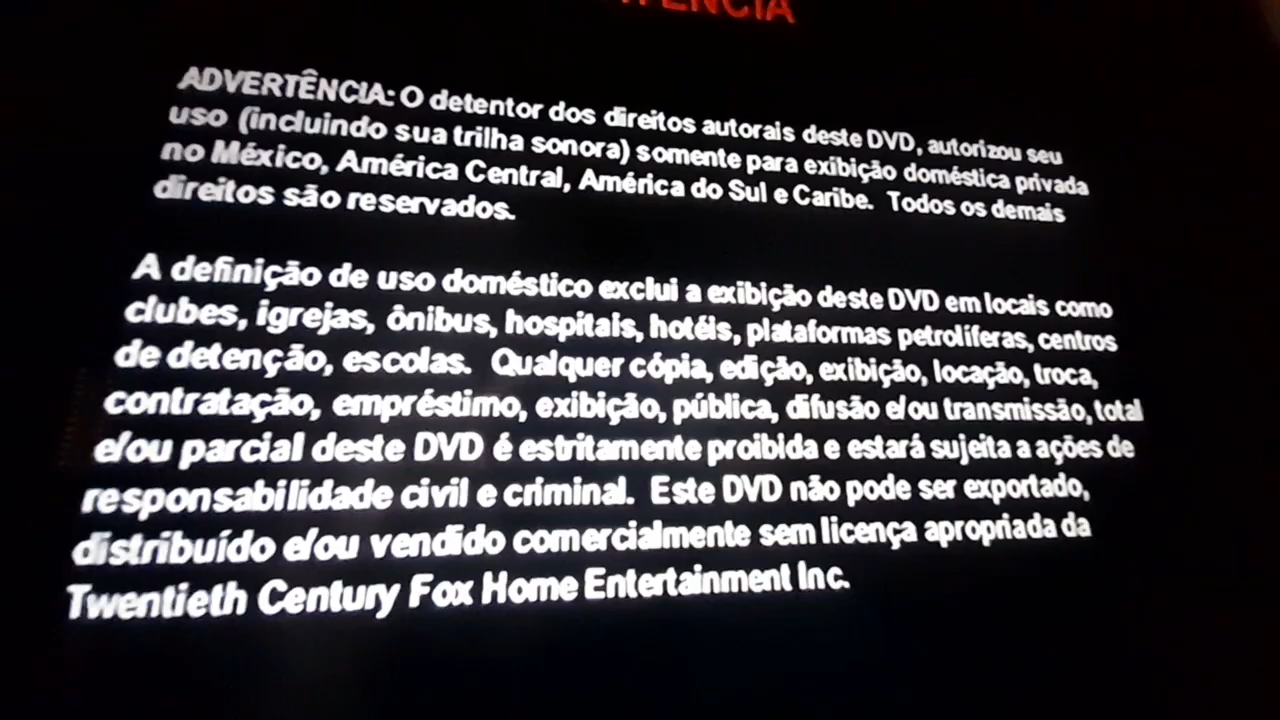 ADVERTÊNCIA: O detentor dos direitos autorais deste DVD, autorizou seu
uso (incluindo sua trilha sonora) somente para exibição doméstica privada
no México, América Central, América do Sul e Caribe. Todos os demais
direitos são reservados.
A definição de uso doméstico exclui a exibição deste DVD em locais como
clubes, igrejas, ônibus, hospitais, hotéis, plataformas petrolíferas, centros
de detenção, escolas. Qualquer cópia, edição, exibição, locação, troca,
contratação, empréstimo, exibição, pública, difusão e/ou transmissão, total
e/ou parcial deste DVD é estritamente proibida e estará sujeita a ações de
responsabilidade civil e criminal. Este DVD não pode ser exportado,
distribuído e/ou vendido comercialmente sem licença apropriada da
Twentieth Century Fox Home Entertainment Inc.